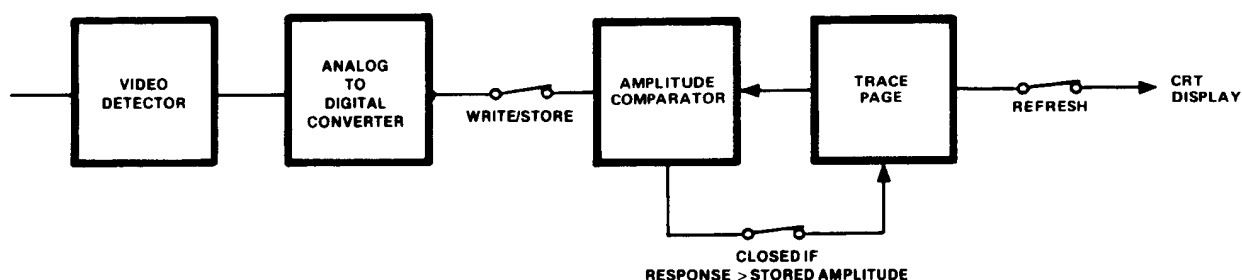 VIDEO
DETECTOR
ANALOG
TO
DIGITAL
CONVERTER
WRITE/STORE
AMPLITUDE
COMPARATOR
TRACE
PAGE
REFRESH
CRT
DISPLAY
CLOSED IF
RESPONSE > STORED AMPLITUDE